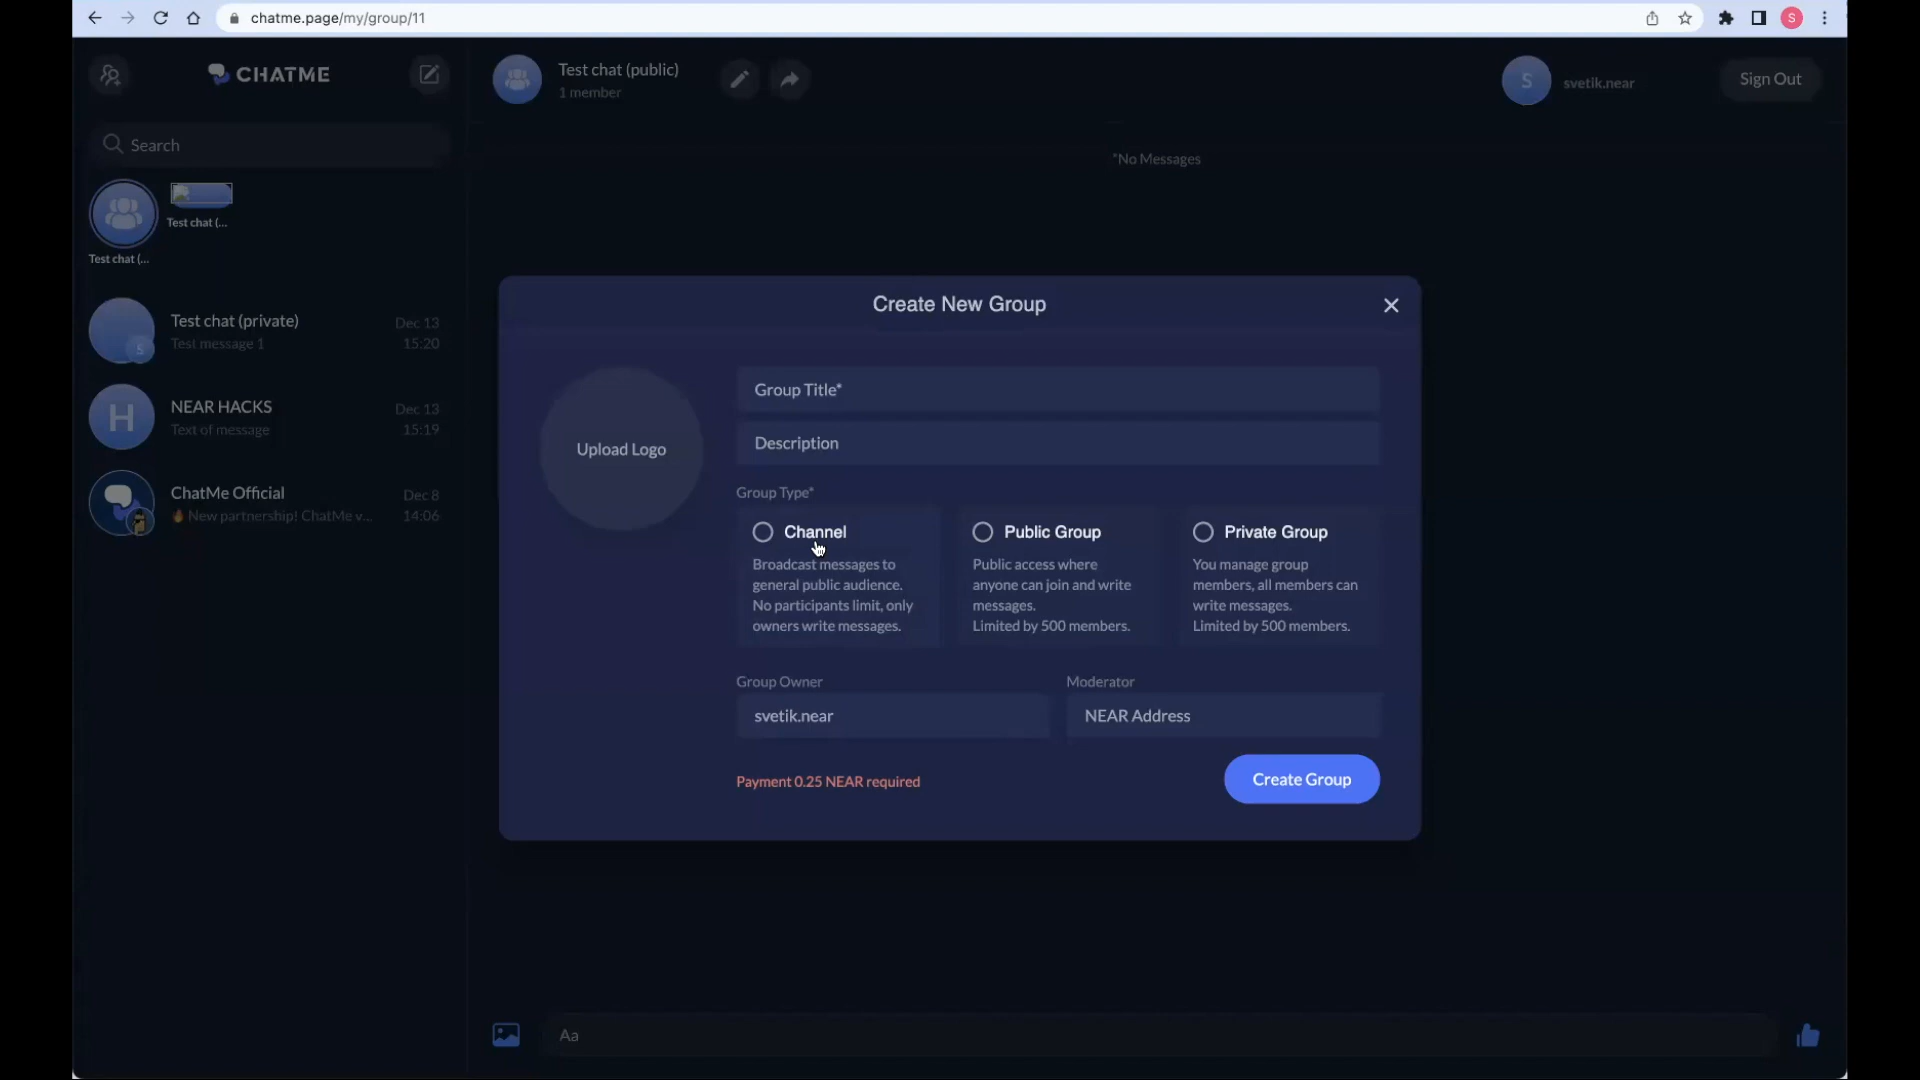 chatme.page/my/group/11
S
CHATME
Test chat (public)
1 member
S
svetik.near
Sign Out
Search
*No Messages
Test chat (...
Test chat (...
Test chat (private)
Dec 13
Test message 1
15:20
S
NEAR HACKS
Dec 13
Text of message
15:19
H
ChatMe Official
Dec 8
🔥 New partnership! ChatMe v...
14:06
Create New Group
Upload Logo
Group Title*
Description
Group Type*
Channel
Broadcast messages to
general public audience.
No participants limit, only
owners write messages.
Public Group
Public access where
anyone can join and write
messages.
Limited by 500 members.
Private Group
You manage group
members, all members can
write messages.
Limited by 500 members.
Group Owner
svetik.near
Moderator
NEAR Address
Payment 0.25 NEAR required
Create Group
Aa